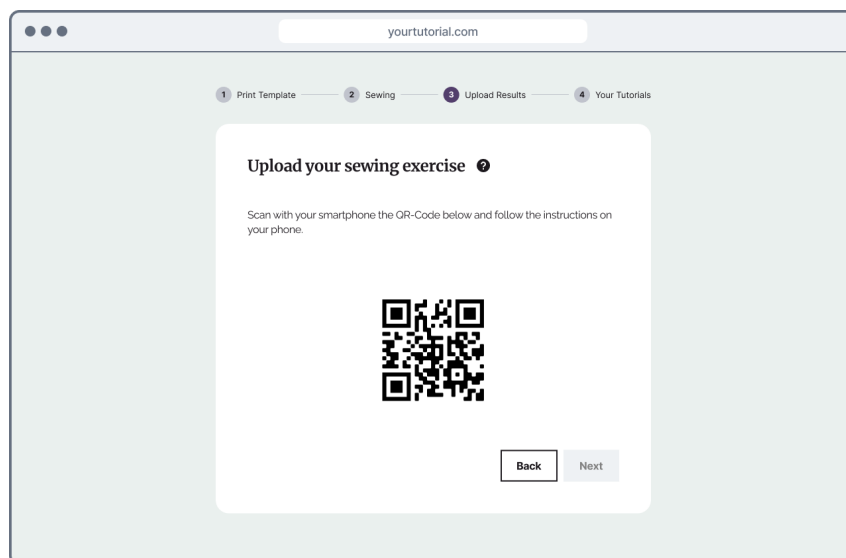 yourtutorial.com
1 Print Template 2 Sewing 3 Upload Results 4 Your Tutorials
Upload your sewing exercise ?
Scan with your smartphone the QR-Code below and follow the instructions on
your phone.
Back Next